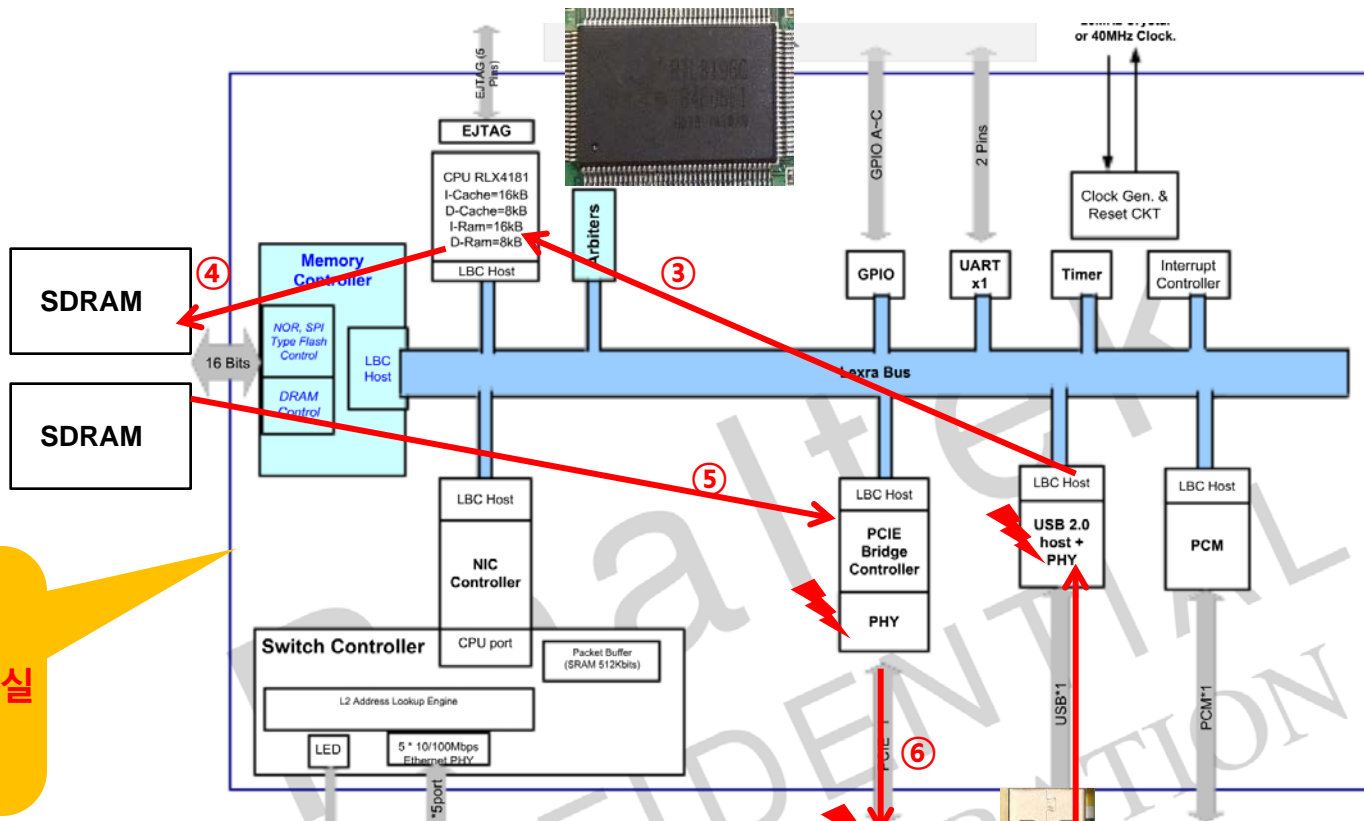 or 40MHz Clock.
EJTAG (5
Pins)
GPIO A~C
2 Pins
EJTAG
CPU RLX4181
I-Cache=16kB
D-Cache=8kB
I-Ram=16kB
D-Ram=8kB
LBC Host
Arbiters
Clock Gen. &
Reset CKT
SDRAM
④
Memory
Controller
③
GPIO
UART
x1
Timer
Interrupt
Controller
NOR, SPI
Type Flash
Control
LBC
Host
16 Bits
DRAM
Control
Lexra Bus
SDRAM
⑤
LBC Host
NIC
Controller
CPU port
LBC Host
PCIE
Bridge
Controller
PHY
LBC Host
USB 2.0
host +
PHY
LBC Host
PCM
Switch Controller
Packet Buffer
(SRAM 512Kbits)
L2 Address Lookup Engine
LED
5 * 10/100Mbps
Ethernet PHY
실
*5port
⑥
USB*1
PCM*1